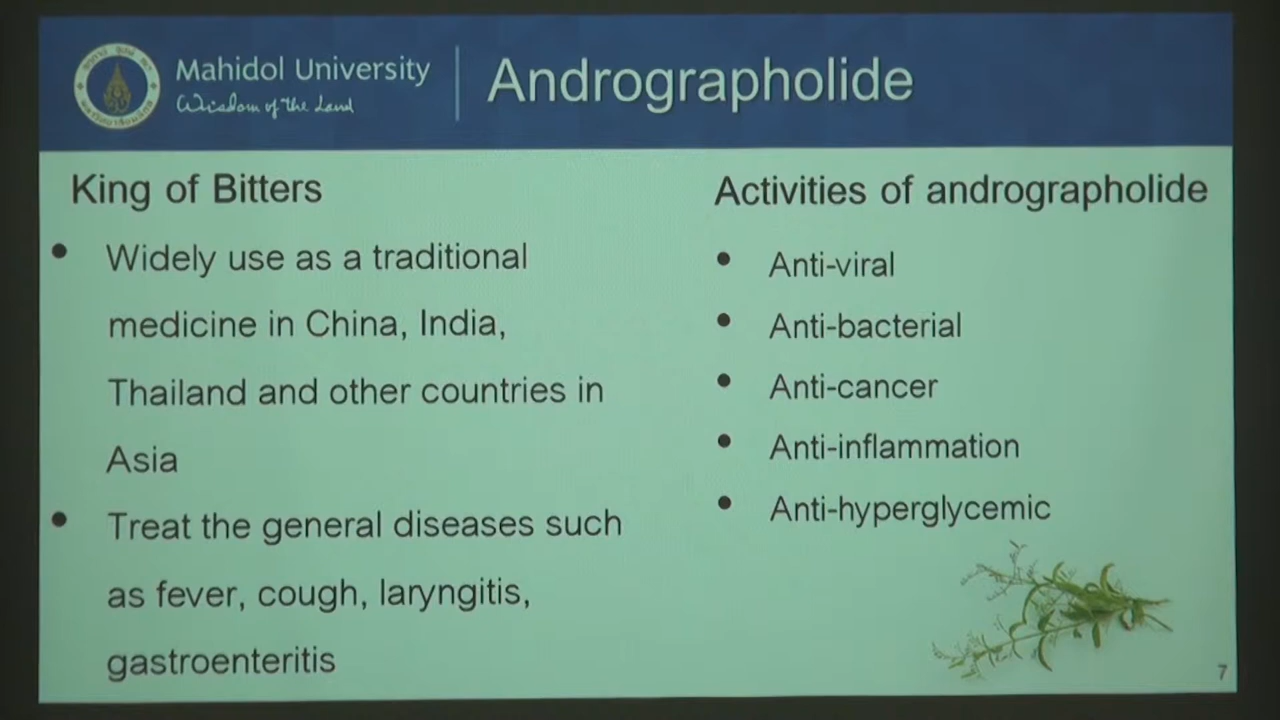 Mahidol University
Wisdom of the Land
Andrographolide
King of Bitters
• Widely use as a traditional
medicine in China, India,
Thailand and other countries in
Asia
• Treat the general diseases such
as fever, cough, laryngitis,
gastroenteritis
Activities of andrographolide
• Anti-viral
• Anti-bacterial
• Anti-cancer
• Anti-inflammation
• Anti-hyperglycemic
7